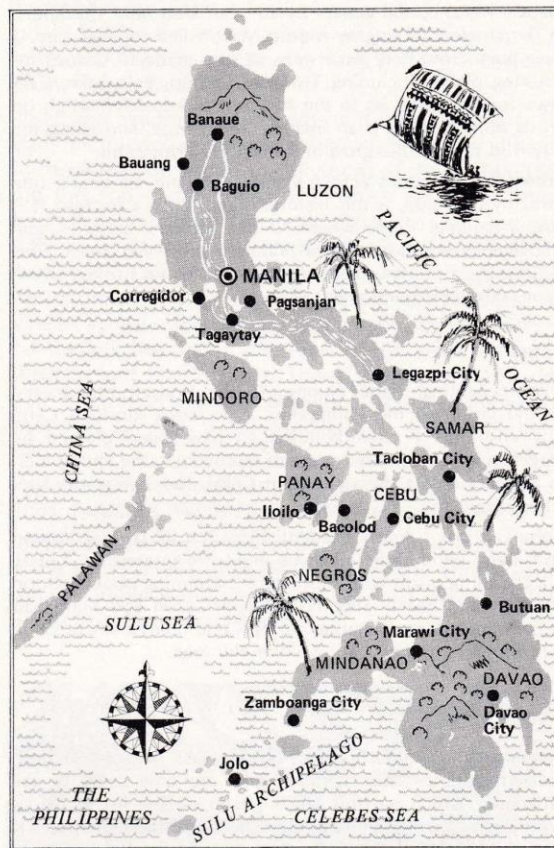 Banaue
Bauang
Baguio
LUZON
PACIFIC
MANILA
Corregidor
Pagsanjan
Tagaytay
Legazpi City
OCEAN
MINDORO
CHINA SEA
SAMAR
Tacloban City
PANAY
CEBU
Iioilo
Bacolod
Cebu City
PALAWAN
NEGROS
Butuan
SULU SEA
Marawi City
MINDANAO
DAVAO
Zamboanga City
Davao
City
Jolo
SULU ARCHIPELAGO
THE
PHILIPPINES
CELEBES SEA